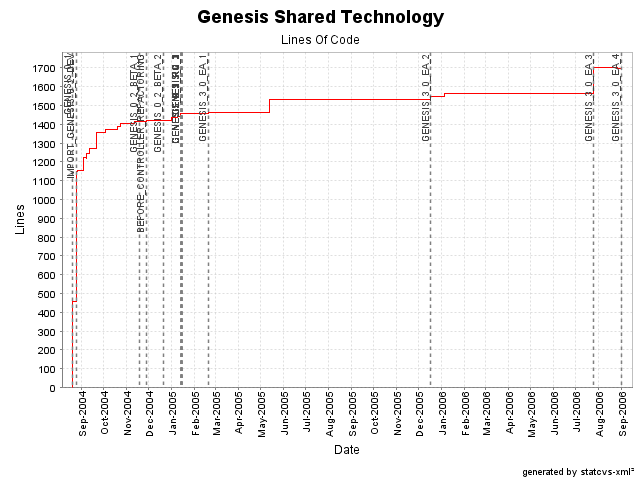 Genesis Shared Technology
Lines Of Code
GENESIS_3_0_EA_1
GENESIS_3_0_EA_2
GENESIS_3_0_EA_3
GENESIS_3_0_EA_4
GENESIS_0_2_BETA_1
BEFORE_CONTROLLER_REFACTORING
GENESIS_0_2_BETA_2
1700
1600
1500
1400
1300
1200
1100
1000
900
800
700
600
500
400
300
200
100
0
Lines
Sep-2004
Oct-2004
Nov-2004
Dec-2004
Jan-2005
Feb-2005
Mar-2005
Apr-2005
May-2005
Jun-2005
Jul-2005
Aug-2005
Sep-2005
Oct-2005
Nov-2005
Dec-2005
Jan-2006
Feb-2006
Mar-2006
Apr-2006
May-2006
Jun-2006
Jul-2006
Aug-2006
Sep-2006
Date
generated by statcvs-xml²